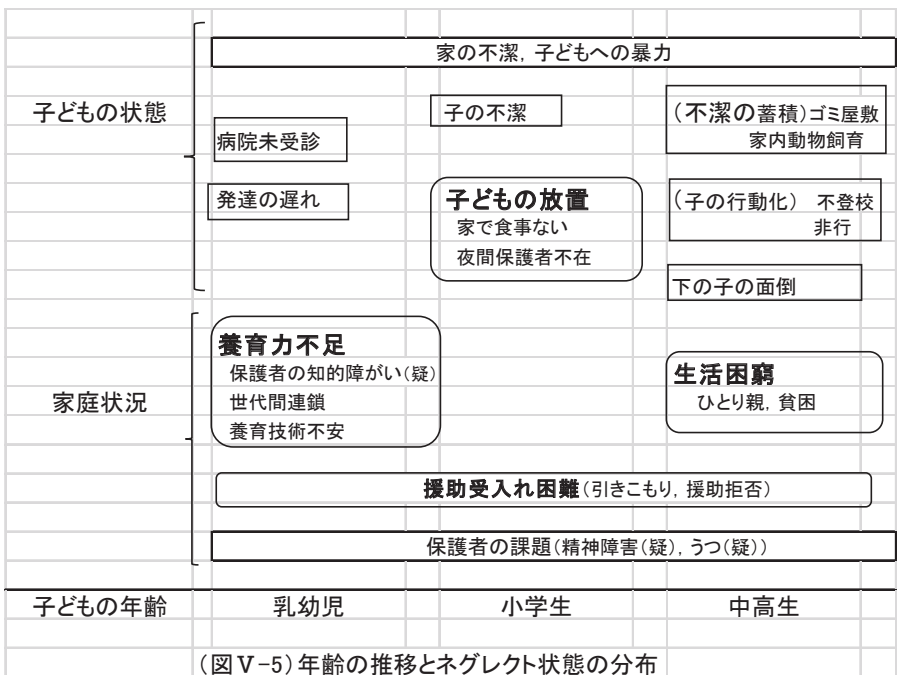 家の不潔，子どもへの暴力
子どもの状態
病院未受診
発達の遅れ
子の不潔
子どもの放置
家で食事ない
夜間保護者不在
（不潔の蓄積）ゴミ屋敷
家内動物飼育
（子の行動化） 不登校
非行
下の子の面倒
家庭状況
養育力不足
保護者の知的障がい（疑）
世代間連鎖
養育技術不安
生活困窮
ひとり親，貧困
援助受入れ困難（引きこもり，援助拒否）
保護者の課題（精神障害（疑），うつ（疑））
子どもの年齢 乳幼児 小学生 中高生
（図Ⅴ-5）年齢の推移とネグレクト状態の分布